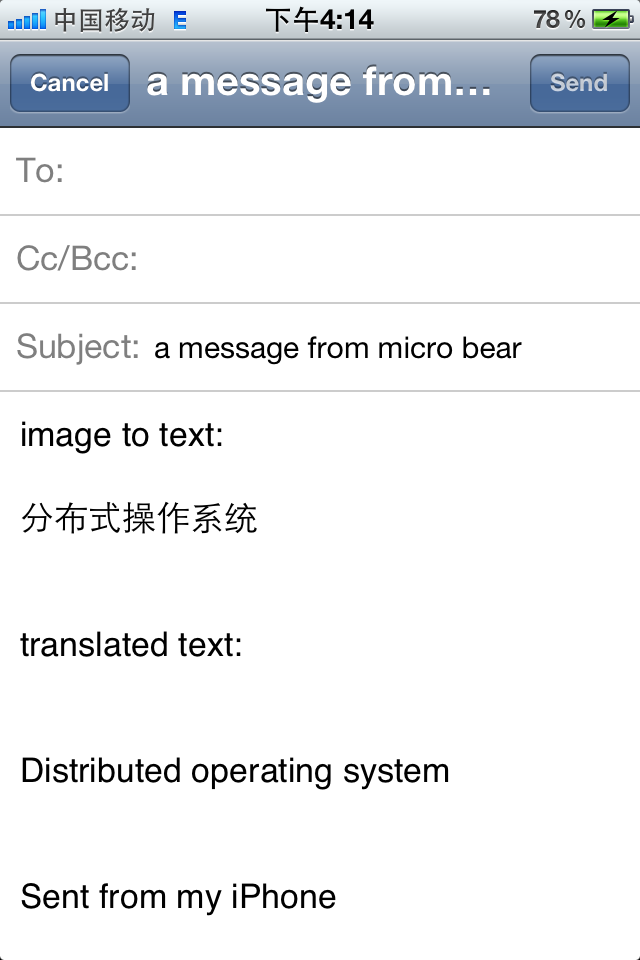 中国移动 E 下午4:14 78%
Cancel a message from... Send
To:
Cc/Bcc:
Subject: a message from micro bear
image to text:
分布式操作系统
translated text:
Distributed operating system
Sent from my iPhone